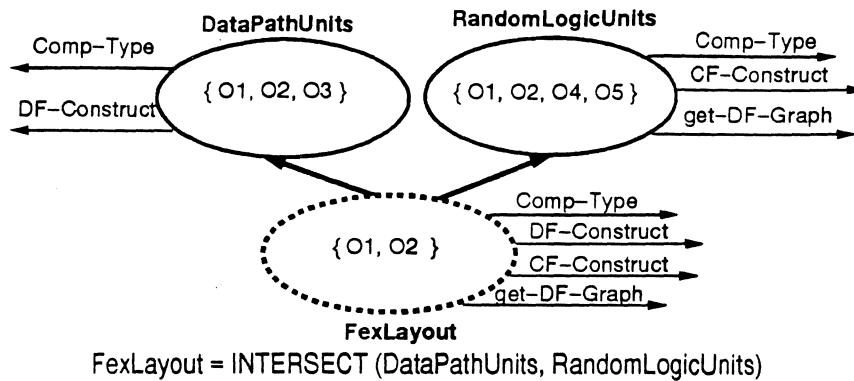 DataPathUnits
RandomLogicUnits
Comp-Type
DF-Construct
{ O1, O2, O3 }
{ O1, O2, O4, O5 }
Comp-Type
CF-Construct
get-DF-Graph
{ O1, O2 }
Comp-Type
DF-Construct
CF-Construct
get-DF-Graph
FexLayout
FexLayout = INTERSECT (DataPathUnits, RandomLogicUnits)